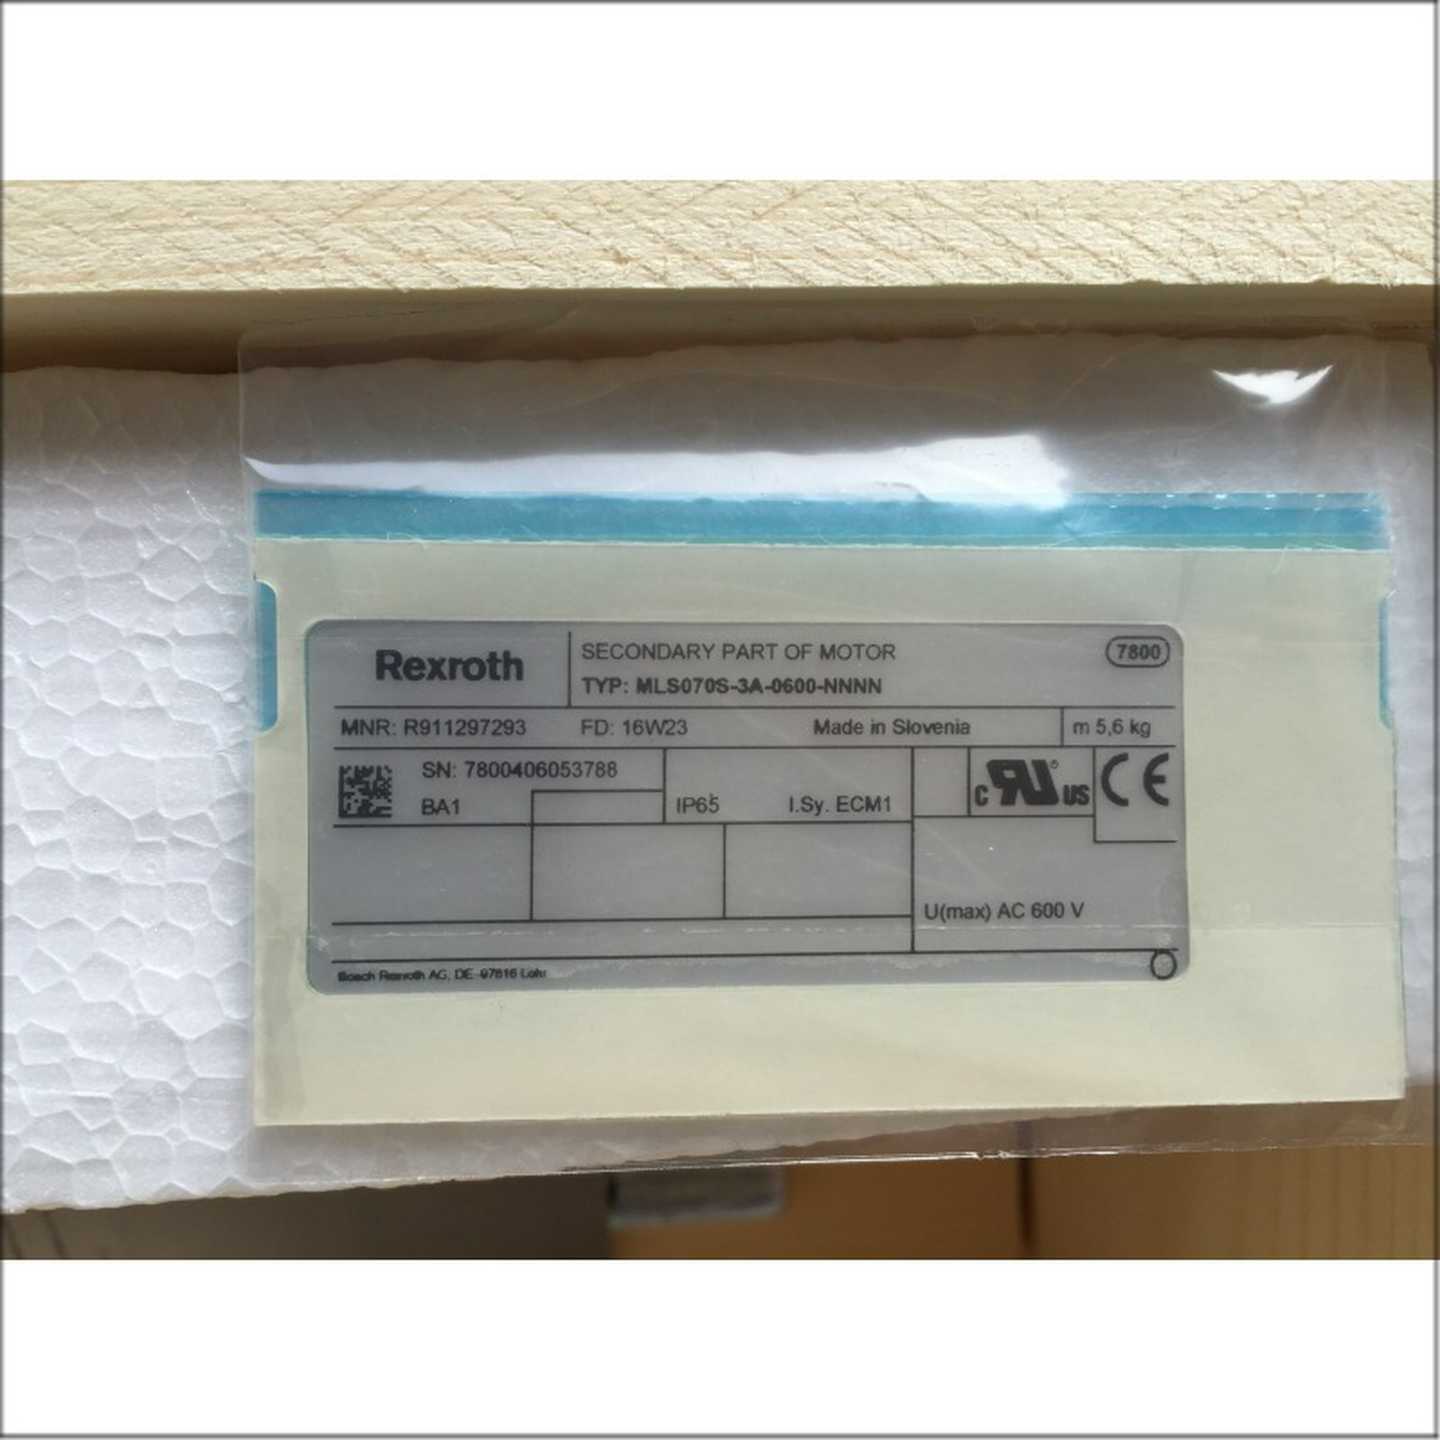 Rexroth
SECONDARY PART OF MOTOR
7800
TYP: MLS070S-3A-0600-NNNN
MNR: R911297293 FD: 16W23 Made in Slovenia m 5,6 kg
SN: 7800406053788
BA1 IP65 I.Sy. ECM1
c RU US CE
U(max) AC 600 V
Bosch Rexroth AG, DE-97816 Lohr